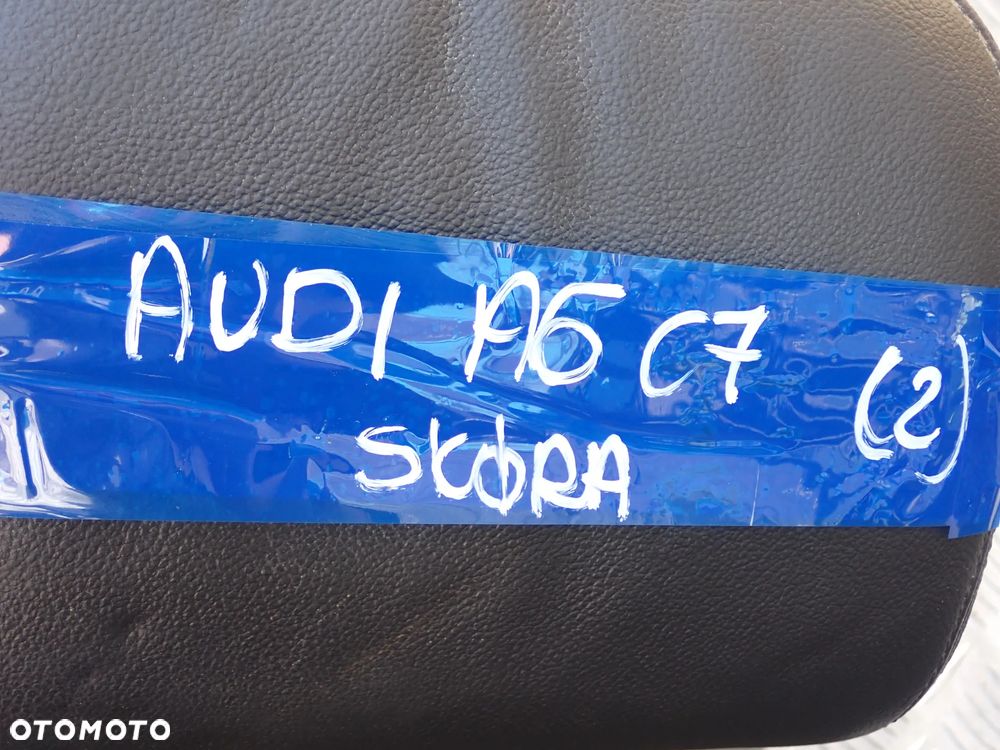 AUDI A6 C7 (2)
SKÓRA
OTOMOTO